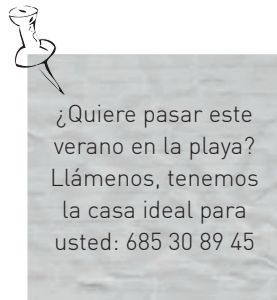 ¿Quiere pasar este
verano en la playa?
Llámenos, tenemos
la casa ideal para
usted: 685 30 89 45